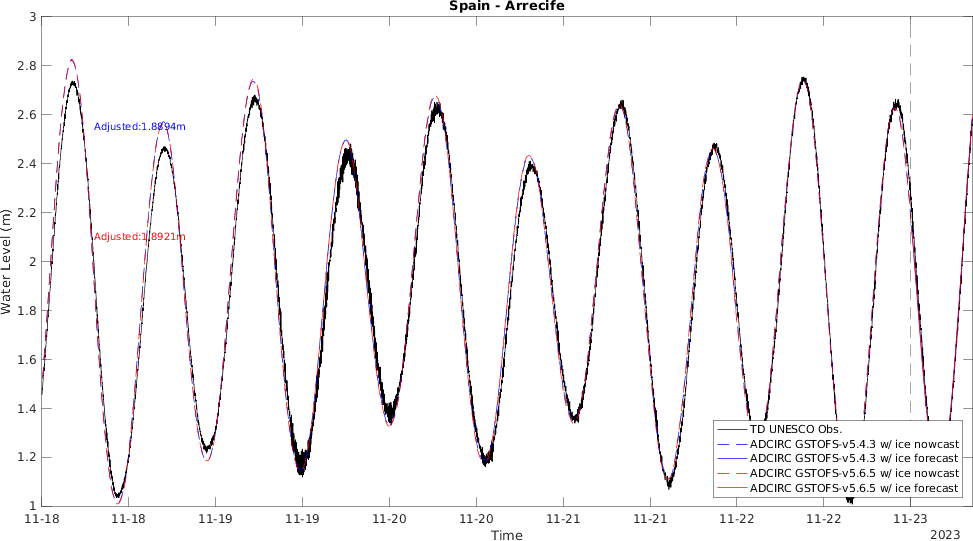 Spain - Arrecife
Water Level (m)
3
2.8
2.6
2.4
2.2
2
1.8
1.6
1.4
1.2
1
Adjusted:1.8894m
Adjusted:1.8921m
TD UNESCO Obs.
ADCIRC GSTOFS-v5.4.3 w/ ice nowcast
ADCIRC GSTOFS-v5.4.3 w/ ice forecast
ADCIRC GSTOFS-v5.6.5 w/ ice nowcast
ADCIRC GSTOFS-v5.6.5 w/ ice forecast
11-18 11-18 11-19 11-19 11-20 11-20 11-21 11-21 11-22 11-22 11-23
2023
Time